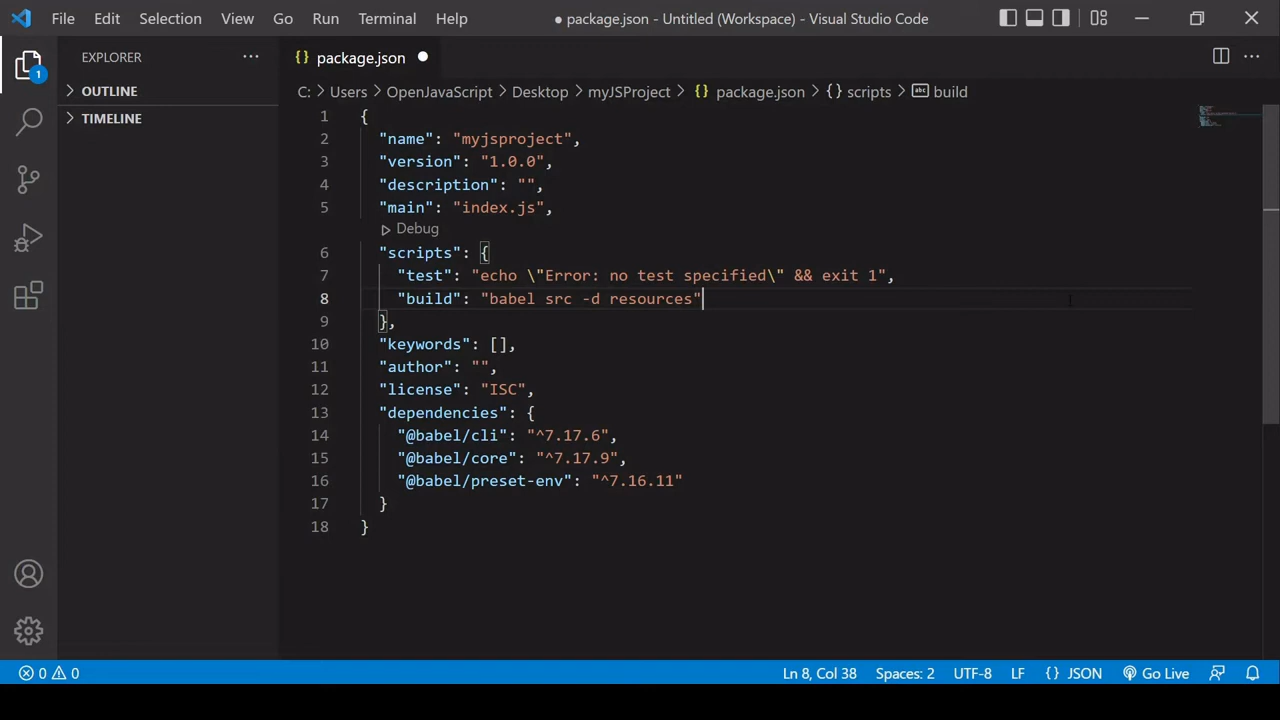 File Edit Selection View Go Run Terminal Help
● package.json - Untitled (Workspace) - Visual Studio Code
EXPLORER ···
{} package.json ●
OUTLINE
TIMELINE
1
C: > Users > OpenJavaScript > Desktop > myJSProject > {} package.json > {} scripts > abc build
1 {
2 "name": "myjsproject",
3 "version": "1.0.0",
4 "description": "",
5 "main": "index.js",
Debug
6 "scripts": {
7 "test": "echo \"Error: no test specified\" && exit 1",
8 "build": "babel src -d resources"
9 },
10 "keywords": [],
11 "author": "",
12 "license": "ISC",
13 "dependencies": {
14 "@babel/cli": "^7.17.6",
15 "@babel/core": "^7.17.9",
16 "@babel/preset-env": "^7.16.11"
17 }
18 }
0 0 Ln 8, Col 38 Spaces: 2 UTF-8 LF {} JSON Go Live